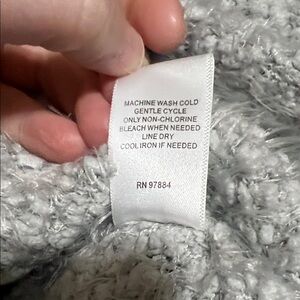 MACHINE WASH COLD
GENTLE CYCLE
ONLY NON-CHLORINE
BLEACH WHEN NEEDED
LINE DRY
COOL IRON IF NEEDED
RN 97884